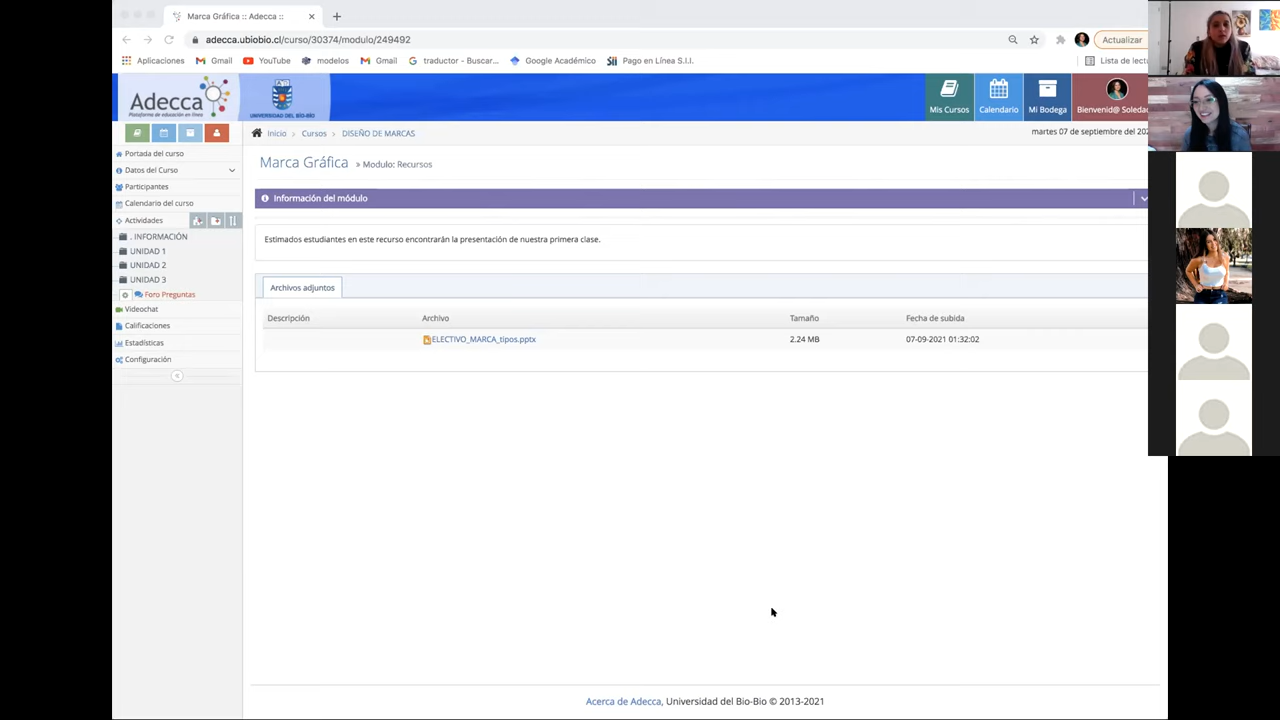 Marca Gráfica :: Adecca ::
adecca.ubiobio.cl/curso/30374/modulo/249492
Actualizar
Aplicaciones
Gmail
YouTube
modelos
Gmail
traductor - Buscar...
Google Académico
Pago en Línea S.I.I.
Lista de lectu
Adecca
Plataforma de educación en línea
UNIVERSIDAD DEL BÍO-BÍO
Mis Cursos
Calendario
Mi Bodega
Bienvenid@ Soledad
Inicio > Cursos > DISEÑO DE MARCAS
martes 07 de septiembre del 202
Portada del curso
Datos del Curso
Participantes
Calendario del curso
Actividades
. INFORMACIÓN
UNIDAD 1
UNIDAD 2
UNIDAD 3
Foro Preguntas
Videochat
Calificaciones
Estadísticas
Configuración
Marca Gráfica » Modulo: Recursos
Información del módulo
Estimados estudiantes en este recurso encontrarán la presentación de nuestra primera clase.
Archivos adjuntos
Descripción Archivo Tamaño Fecha de subida
ELECTIVO_MARCA_tipos.pptx 2.24 MB 07-09-2021 01:32:02
Acerca de Adecca, Universidad del Bio-Bio © 2013-2021